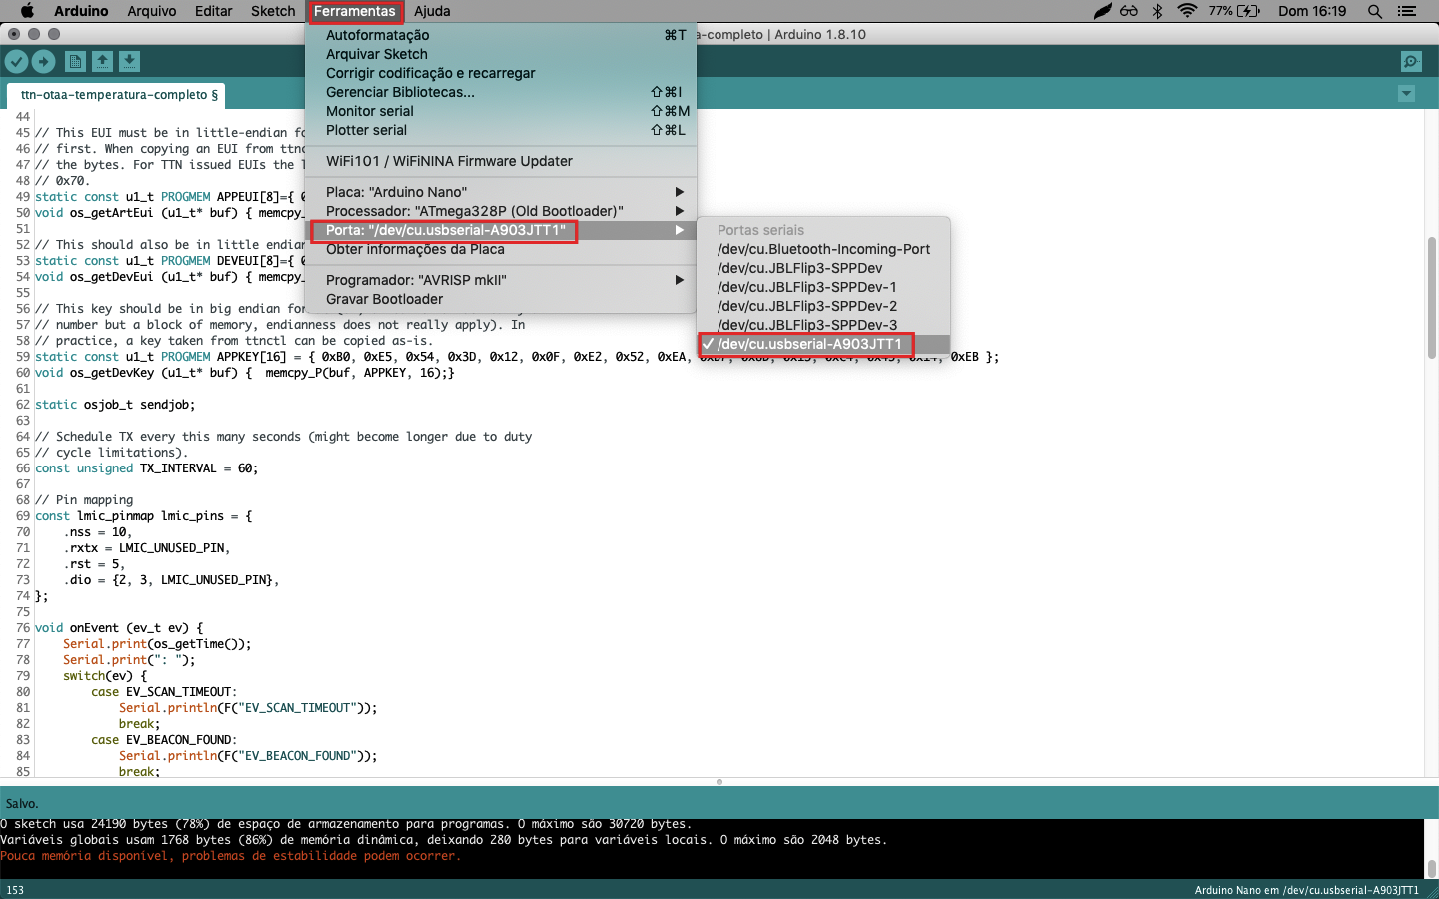 Arduino Arquivo Editar Sketch Ferramentas Ajuda 77% Dom 16:19
a-completo | Arduino 1.8.10
Autoformatação ⌘T
Arquivar Sketch
Corrigir codificação e recarregar
Gerenciar Bibliotecas... ⇧⌘I
Monitor serial ⇧⌘M
Plotter serial ⇧⌘L
WiFi101 / WiFiNINA Firmware Updater
Placa: "Arduino Nano"
Processador: "ATmega328P (Old Bootloader)"
Porta: "/dev/cu.usbserial-A903JTT1"
Obter informações da Placa
Programador: "AVRISP mkII"
Gravar Bootloader
Portas seriais
/dev/cu.Bluetooth-Incoming-Port
/dev/cu.JBLFlip3-SPPDev
/dev/cu.JBLFlip3-SPPDev-1
/dev/cu.JBLFlip3-SPPDev-2
/dev/cu.JBLFlip3-SPPDev-3
✓ /dev/cu.usbserial-A903JTT1
ttn-otaa-temperatura-completo §
44
45 // This EUI must be in little-endian fo
46 // first. When copying an EUI from ttnc
47 // the bytes. For TTN issued EUIs the l
48 // 0x70.
49 static const u1_t PROGMEM APPEUI[8]={ 0
50 void os_getArtEui (u1_t* buf) { memcpy_
51
52 // This should also be in little endian
53 static const u1_t PROGMEM DEVEUI[8]={ 0
54 void os_getDevEui (u1_t* buf) { memcpy_
55
56 // This key should be in big endian for
57 // number but a block of memory, endianness does not really apply). In
58 // practice, a key taken from ttnctl can be copied as-is.
59 static const u1_t PROGMEM APPKEY[16] = { 0xB0, 0xE5, 0x54, 0x3D, 0x12, 0x0F, 0xE2, 0x52, 0xEA, 0xEB };
60 void os_getDevKey (u1_t* buf) {  memcpy_P(buf, APPKEY, 16);}
61
62 static osjob_t sendjob;
63
64 // Schedule TX every this many seconds (might become longer due to duty
65 // cycle limitations).
66 const unsigned TX_INTERVAL = 60;
67
68 // Pin mapping
69 const lmic_pinmap lmic_pins = {
70     .nss = 10,
71     .rxtx = LMIC_UNUSED_PIN,
72     .rst = 5,
73     .dio = {2, 3, LMIC_UNUSED_PIN},
74 };
75
76 void onEvent (ev_t ev) {
77     Serial.print(os_getTime());
78     Serial.print(": ");
79     switch(ev) {
80         case EV_SCAN_TIMEOUT:
81             Serial.println(F("EV_SCAN_TIMEOUT"));
82             break;
83         case EV_BEACON_FOUND:
84             Serial.println(F("EV_BEACON_FOUND"));
85             break;
Salvo.
O sketch usa 24190 bytes (78%) de espaço de armazenamento para programas. O máximo são 30720 bytes.
Variáveis globais usam 1768 bytes (86%) de memória dinâmica, deixando 280 bytes para variáveis locais. O máximo são 2048 bytes.
Pouca memória disponível, problemas de estabilidade podem ocorrer.
153 Arduino Nano em /dev/cu.usbserial-A903JTT1